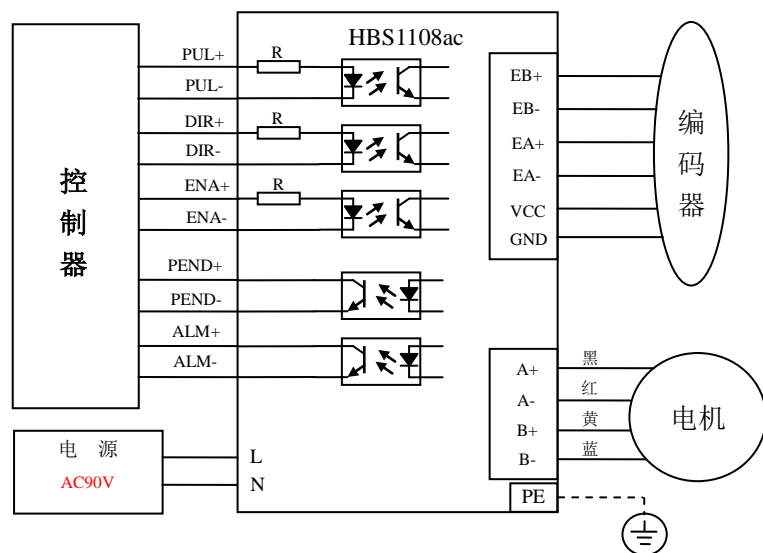 HBS1108ac
PUL+
R
PUL-
DIR+
R
DIR-
ENA+
R
ENA-
PEND+
PEND-
ALM+
ALM-
控制器
电 源
AC90V
L
N
EB+
EB-
EA+
EA-
VCC
GND
编码器
A+
黑
A-
红
B+
黄
B-
蓝
电机
PE